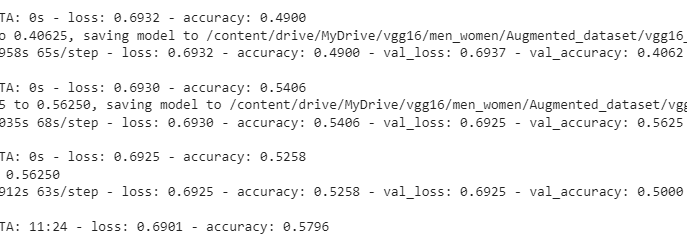 TA: 0s - loss: 0.6932 - accuracy: 0.4900
o 0.40625, saving model to /content/drive/MyDrive/vgg16/men_women/Augmented_dataset/vgg16_
958s 65s/step - loss: 0.6932 - accuracy: 0.4900 - val_loss: 0.6937 - val_accuracy: 0.4062
TA: 0s - loss: 0.6930 - accuracy: 0.5406
5 to 0.56250, saving model to /content/drive/MyDrive/vgg16/men_women/Augmented_dataset/vgg
035s 68s/step - loss: 0.6930 - accuracy: 0.5406 - val_loss: 0.6925 - val_accuracy: 0.5625
TA: 0s - loss: 0.6925 - accuracy: 0.5258
0.56250
912s 63s/step - loss: 0.6925 - accuracy: 0.5258 - val_loss: 0.6925 - val_accuracy: 0.5000
TA: 11:24 - loss: 0.6901 - accuracy: 0.5796